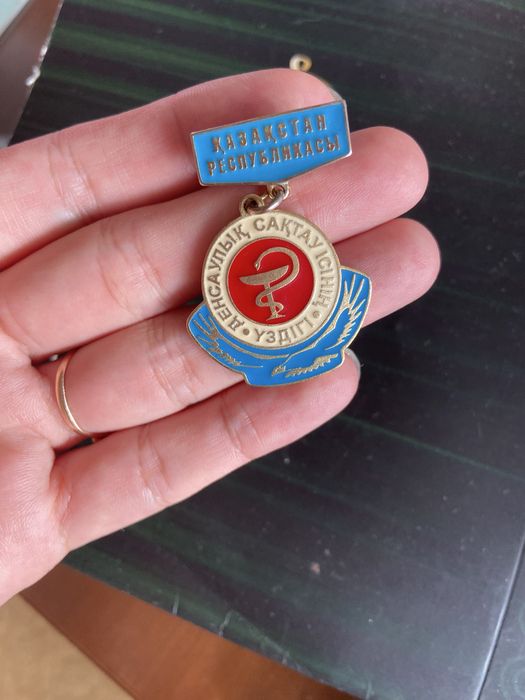 ҚАЗАҚСТАН
РЕСПУБЛИКАСЫ
ДЕНСАУЛЫҚ САҚТАУ ІСІНІҢ
• ҮЗДІГІ •